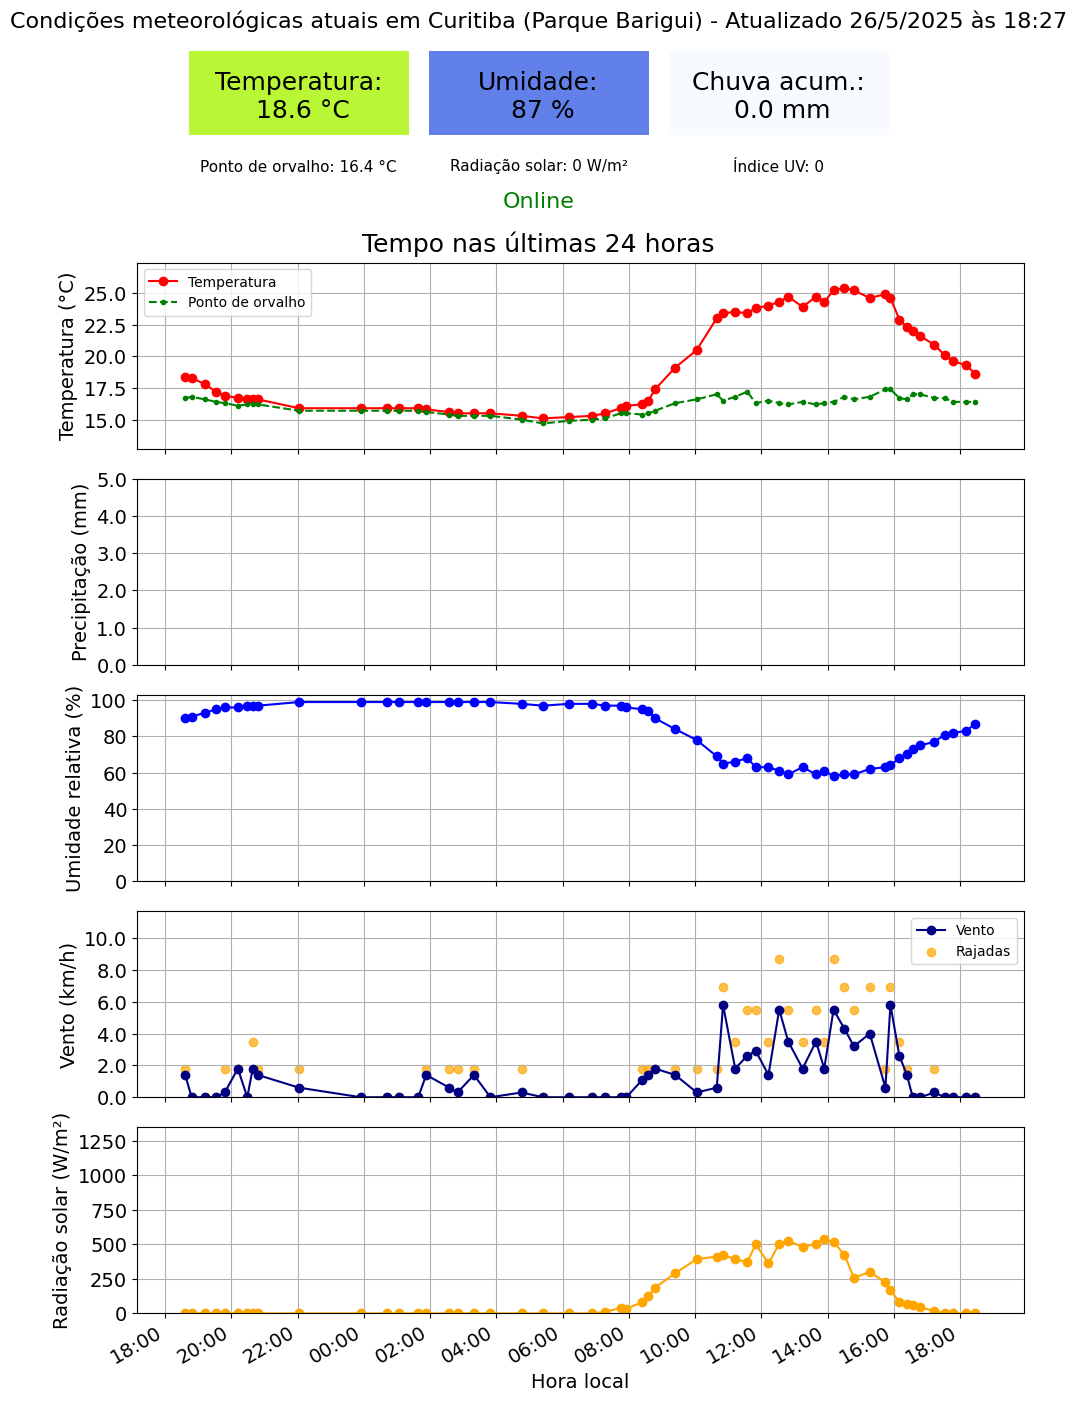 Condições meteorológicas atuais em Curitiba (Parque Barigui) - Atualizado 26/5/2025 às 18:27
Temperatura:
18.6 °C
Umidade:
87 %
Chuva acum.:
0.0 mm
Ponto de orvalho: 16.4 °C
Radiação solar: 0 W/m²
Índice UV: 0
Online
Tempo nas últimas 24 horas
Temperatura (°C)
25.0
22.5
20.0
17.5
15.0
Temperatura
Ponto de orvalho
Precipitação (mm)
5.0
4.0
3.0
2.0
1.0
0.0
Umidade relativa (%)
100
80
60
40
20
0
Vento (km/h)
10.0
8.0
6.0
4.0
2.0
0.0
Vento
Rajadas
Radiação solar (W/m²)
1250
1000
750
500
250
0
18:00
20:00
22:00
00:00
02:00
04:00
06:00
08:00
10:00
12:00
14:00
16:00
18:00
Hora local